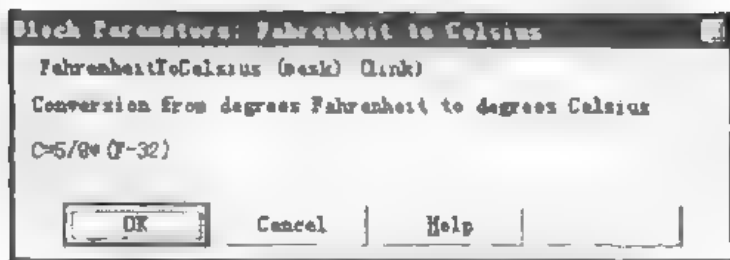 Block Parameters: Fahrenheit to Celsius
FahrenheitToCelsius (mask) (link)
Conversion from degrees Fahrenheit to degrees Celsius
C=5/9* (F-32)
OK Cancel Help